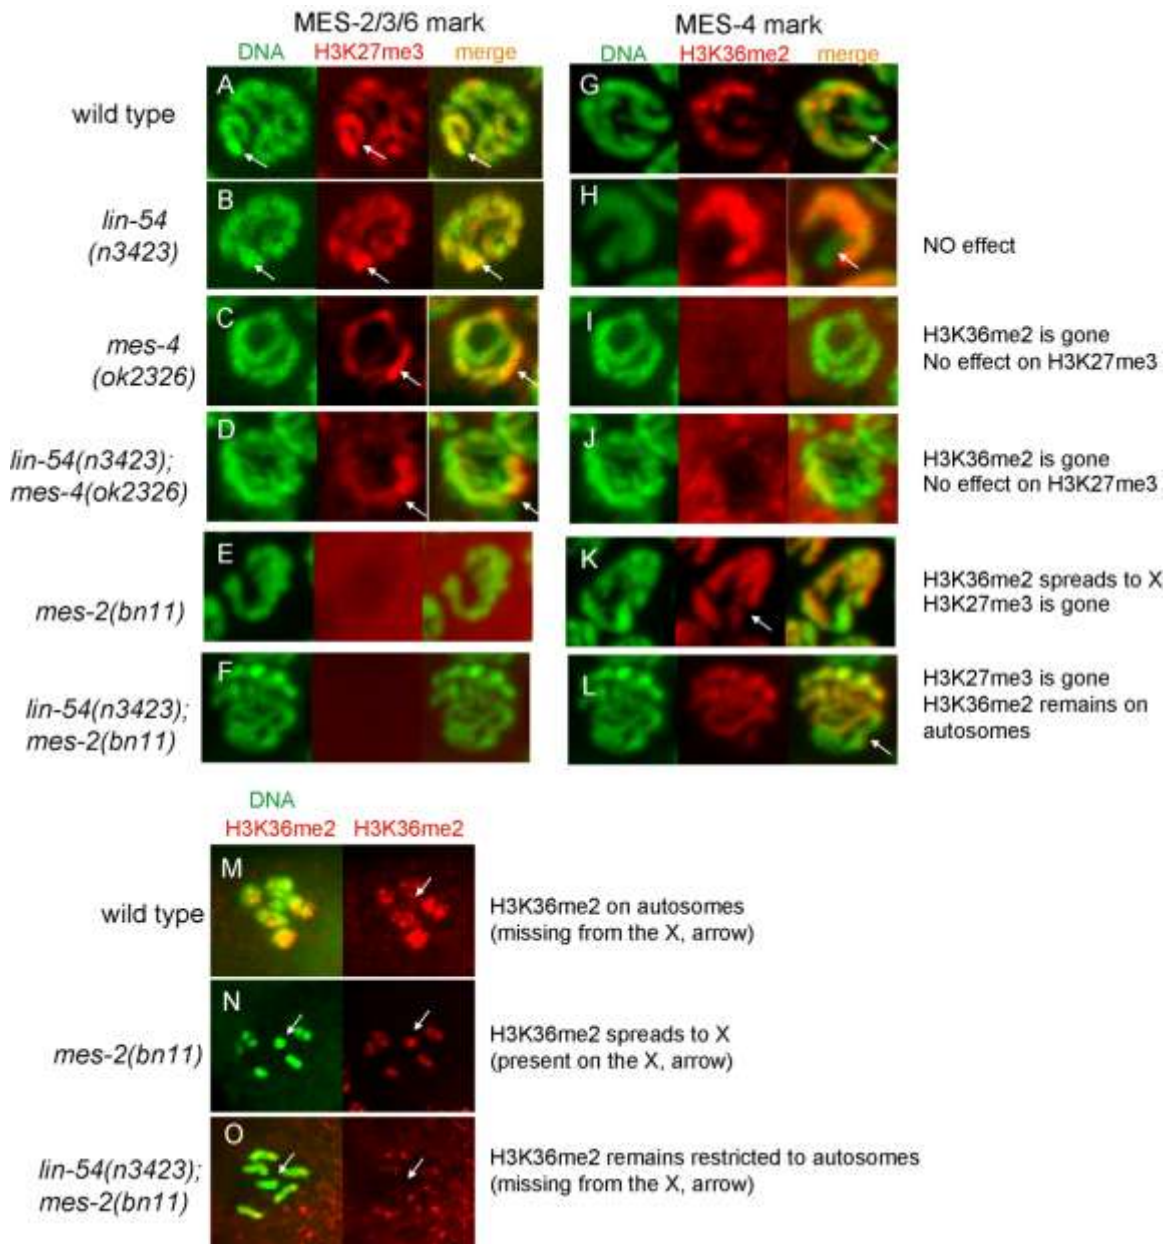 MES-2/3/6 mark
MES-4 mark
DNA H3K27me3 merge
DNA H3K36me2 merge
wild type
A
G
lin-54
(n3423)
B
H
NO effect
mes-4
(ok2326)
C
I
H3K36me2 is gone
No effect on H3K27me3
lin-54(n3423);
mes-4(ok2326)
D
J
H3K36me2 is gone
No effect on H3K27me3
mes-2(bn11)
E
K
H3K36me2 spreads to X
H3K27me3 is gone
lin-54(n3423);
mes-2(bn11)
F
L
H3K27me3 is gone
H3K36me2 remains on
autosomes
DNA
H3K36me2 H3K36me2
wild type
M
H3K36me2 on autosomes
(missing from the X, arrow)
mes-2(bn11)
N
H3K36me2 spreads to X
(present on the X, arrow)
lin-54(n3423);
mes-2(bn11)
O
H3K36me2 remains restricted to autosomes
(missing from the X, arrow)